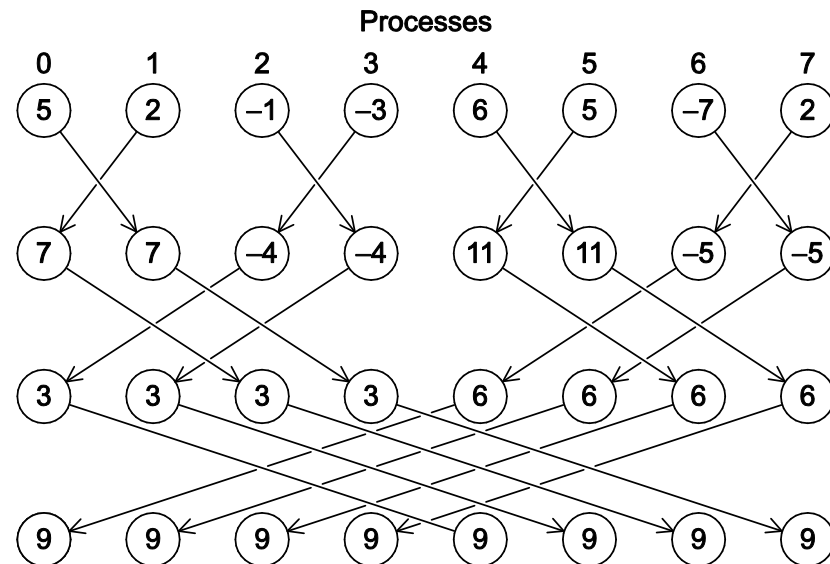 Processes
0 1 2 3 4 5 6 7
5 2 –1 –3 6 5 –7 2
7 7 –4 –4 11 11 –5 –5
3 3 3 3 6 6 6 6
9 9 9 9 9 9 9 9